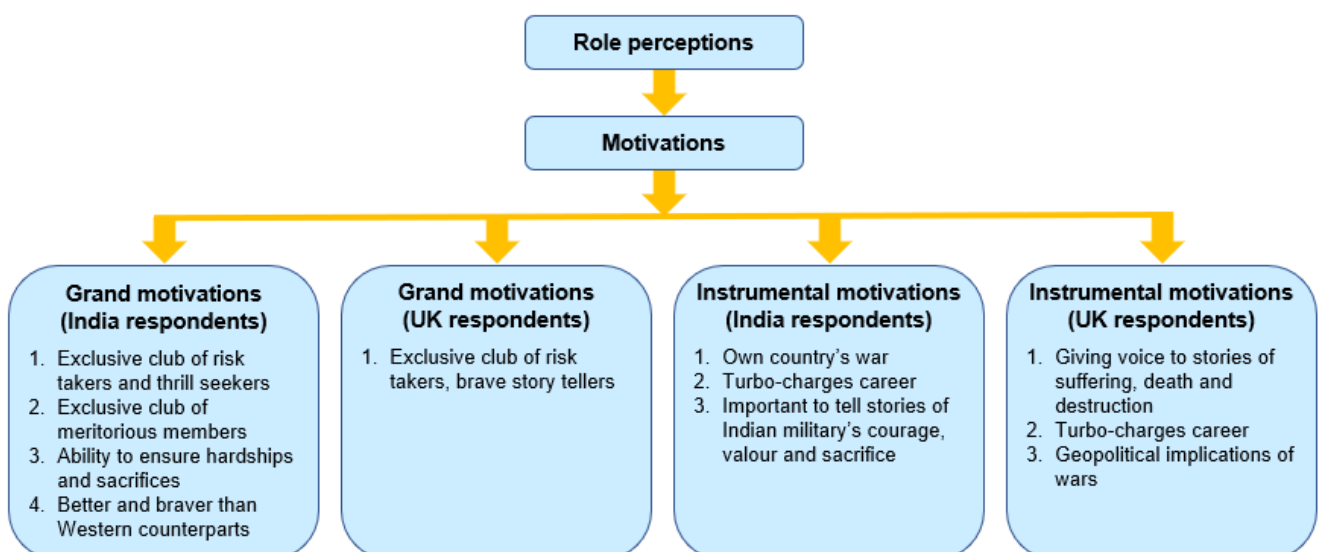 Role perceptions
Motivations
Grand motivations
(India respondents)
1. Exclusive club of risk
takers and thrill seekers
2. Exclusive club of
meritorious members
3. Ability to ensure hardships
and sacrifices
4. Better and braver than
Western counterparts
Grand motivations
(UK respondents)
1. Exclusive club of risk
takers, brave story tellers
Instrumental motivations
(India respondents)
1. Own country's war
2. Turbo-charges career
3. Important to tell stories of
Indian military's courage,
valour and sacrifice
Instrumental motivations
(UK respondents)
1. Giving voice to stories of
suffering, death and
destruction
2. Turbo-charges career
3. Geopolitical implications of
wars